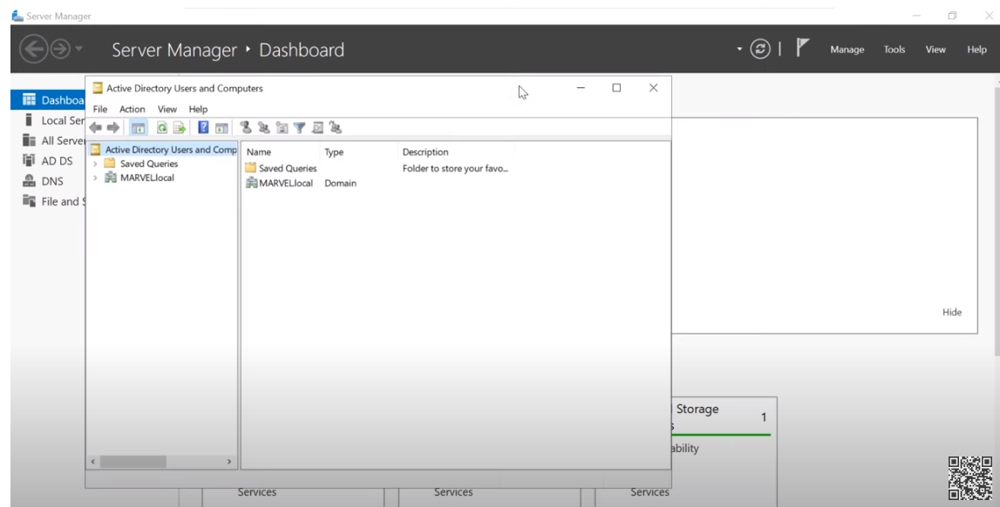 Server Manager
Server Manager ‣ Dashboard
Manage Tools View Help
Dashboa
Local Ser
All Server
AD DS
DNS
File and S
Active Directory Users and Computers
File Action View Help
Active Directory Users and Comp
Saved Queries
MARVEL.local
Name Type Description
Saved Queries Folder to store your favo...
MARVEL.local Domain
Hide
Storage 1
s
ability
Services Services Services